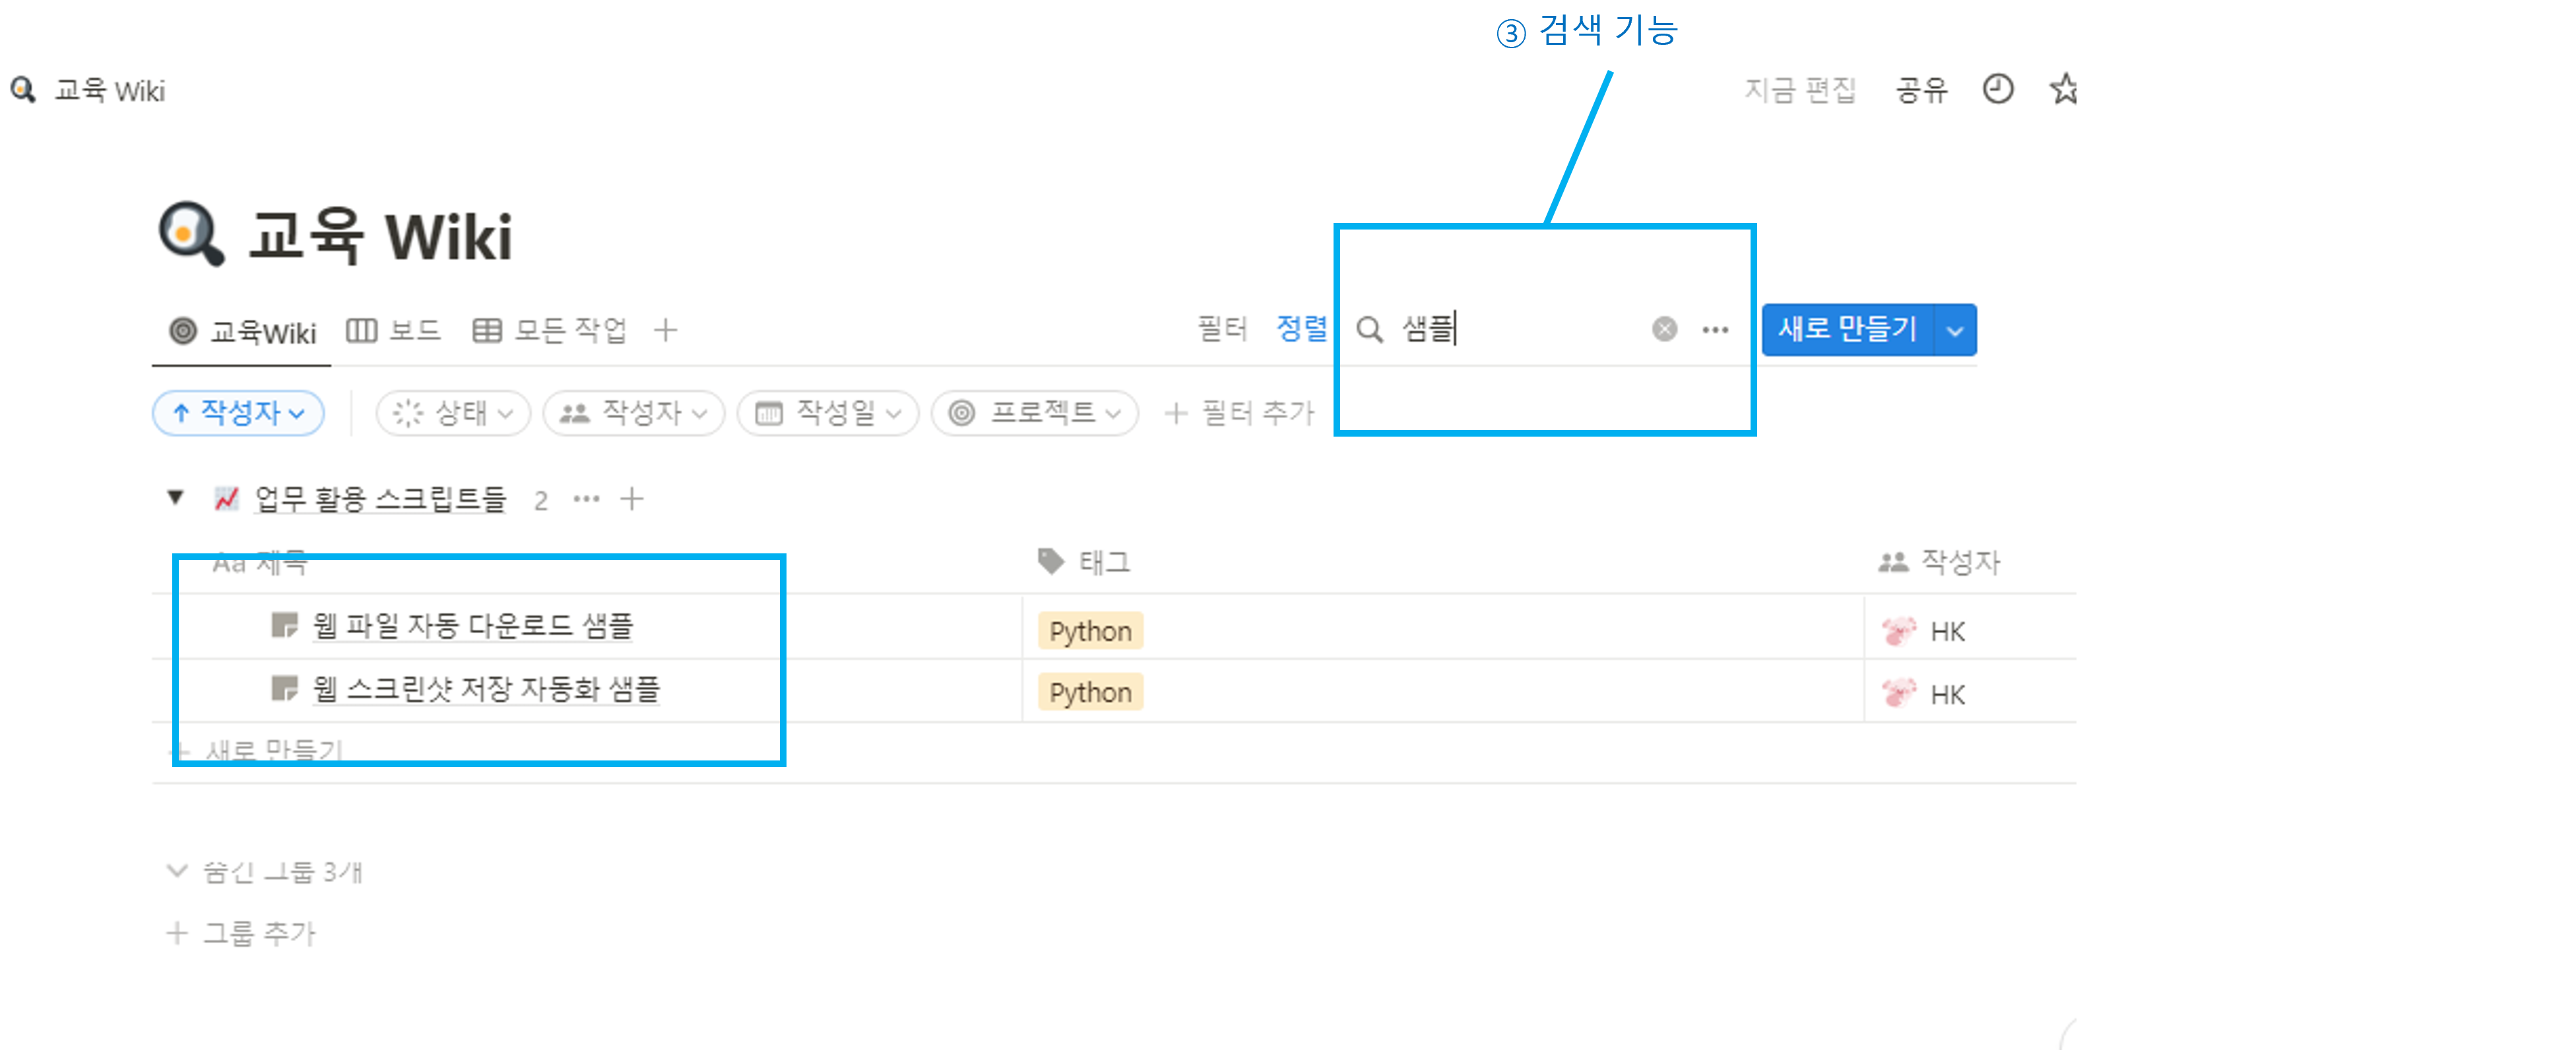 ③ 검색 기능
교육 Wiki
지금 편집 공유
교육 Wiki
교육Wiki 보드 모든 작업
필터 정렬 샘플 새로 만들기
작성자 상태 작성자 작성일 프로젝트 필터 추가
업무 활용 스크립트들 2
Aa 제목 태그 작성자
웹 파일 자동 다운로드 샘플 Python HK
웹 스크린샷 저장 자동화 샘플 Python HK
새로 만들기
숨긴 그룹 3개
그룹 추가